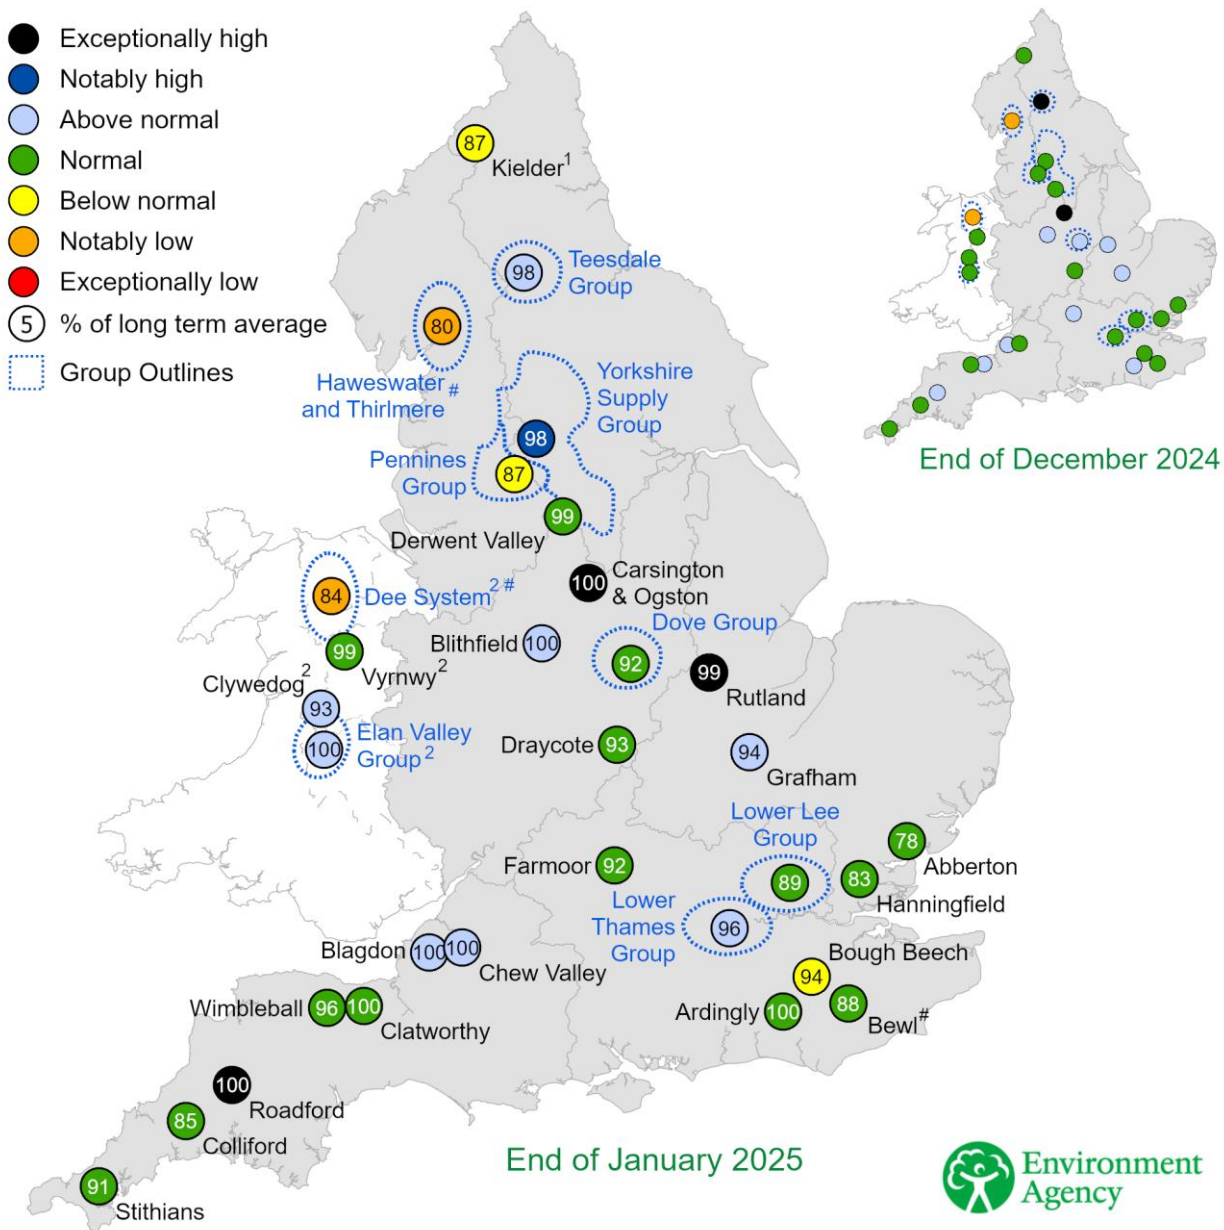 Exceptionally high
Notably high
Above normal
Normal
Below normal
Notably low
Exceptionally low
5 % of long term average
Group Outlines
End of December 2024
87
Kielder1
98
Teesdale
Group
80
Haweswater #
and Thirlmere
Yorkshire
Supply
Group
98
Pennines
Group
87
99
Derwent Valley
100
Carsington
& Ogston
84
Dee System2 #
Dove Group
Blithfield
100
92
99
Vyrnwy2
99
Rutland
Clywedog2
93
100
Elan Valley
Group2
Draycote
93
94
Grafham
Lower Lee
Group
78
Abberton
Farmoor
92
89
83
Hanningfield
Lower
Thames
Group
96
Blagdon
100
100
Chew Valley
Bough Beech
94
Wimbleball
96
100
Clatworthy
Ardingly
100
88
Bewl#
100
Roadford
85
Colliford
91
Stithians
End of January 2025
Environment
Agency